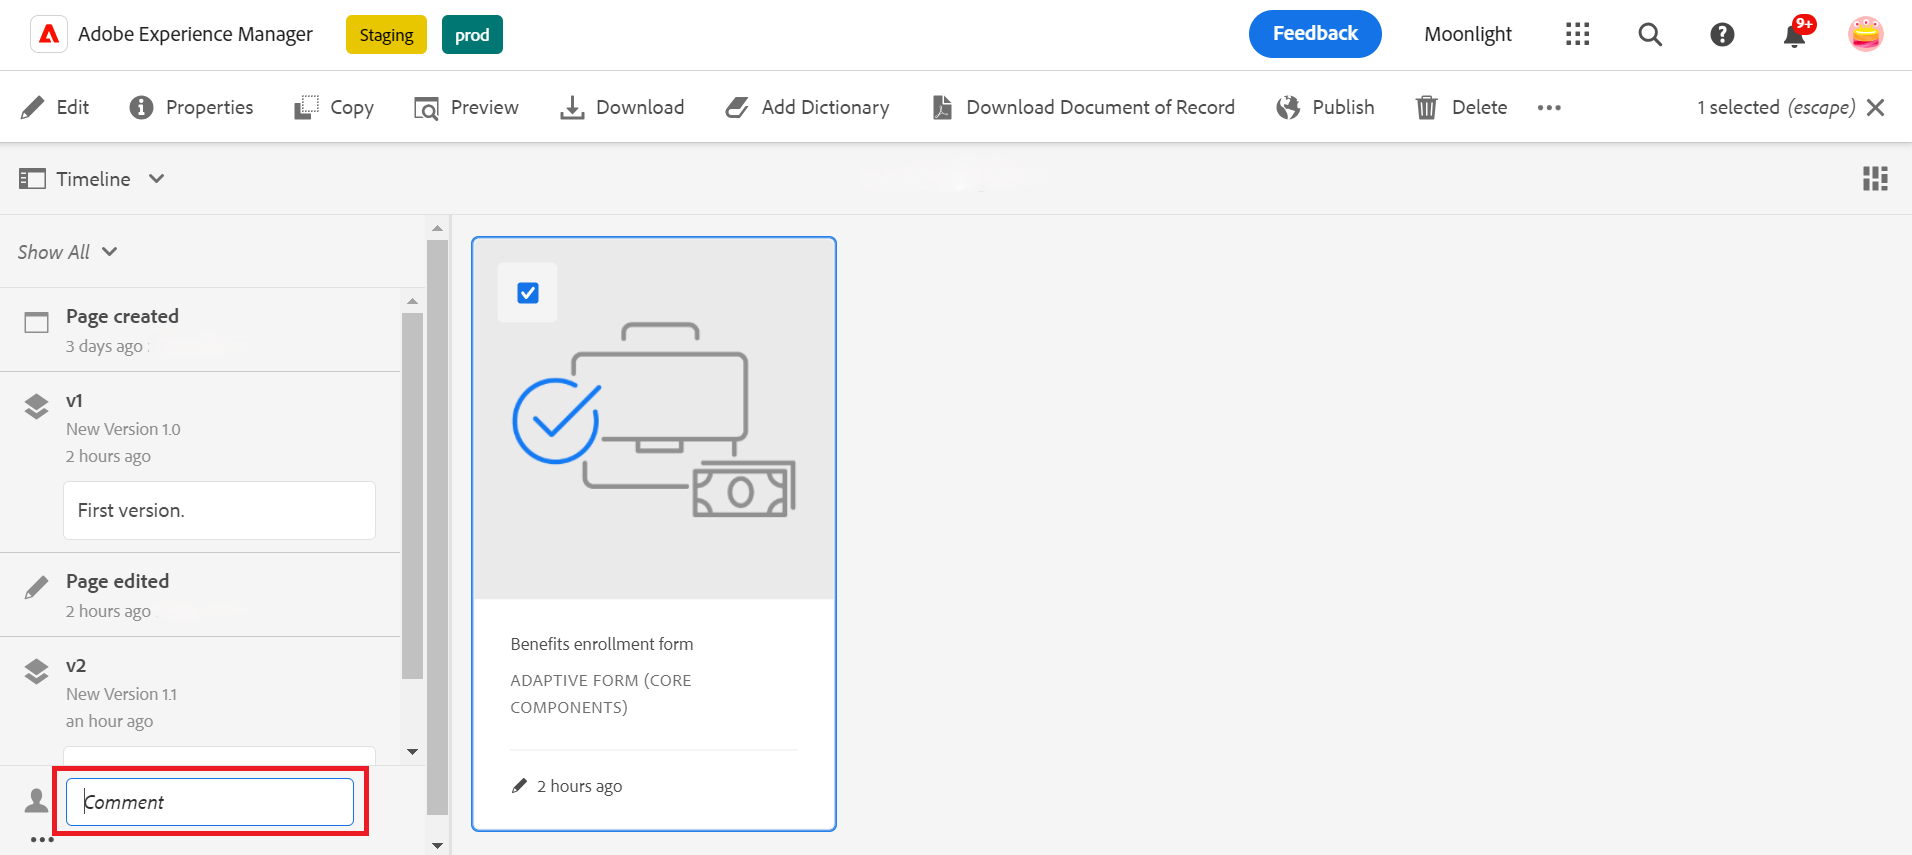 Adobe Experience Manager Staging prod Feedback Moonlight 9+
Edit Properties Copy Preview Download Add Dictionary Download Document of Record Publish Delete 1 selected (escape)
Timeline
Show All
Page created
3 days ago
v1
New Version 1.0
2 hours ago
First version.
Page edited
2 hours ago
v2
New Version 1.1
an hour ago
Comment
Benefits enrollment form
ADAPTIVE FORM (CORE
COMPONENTS)
2 hours ago